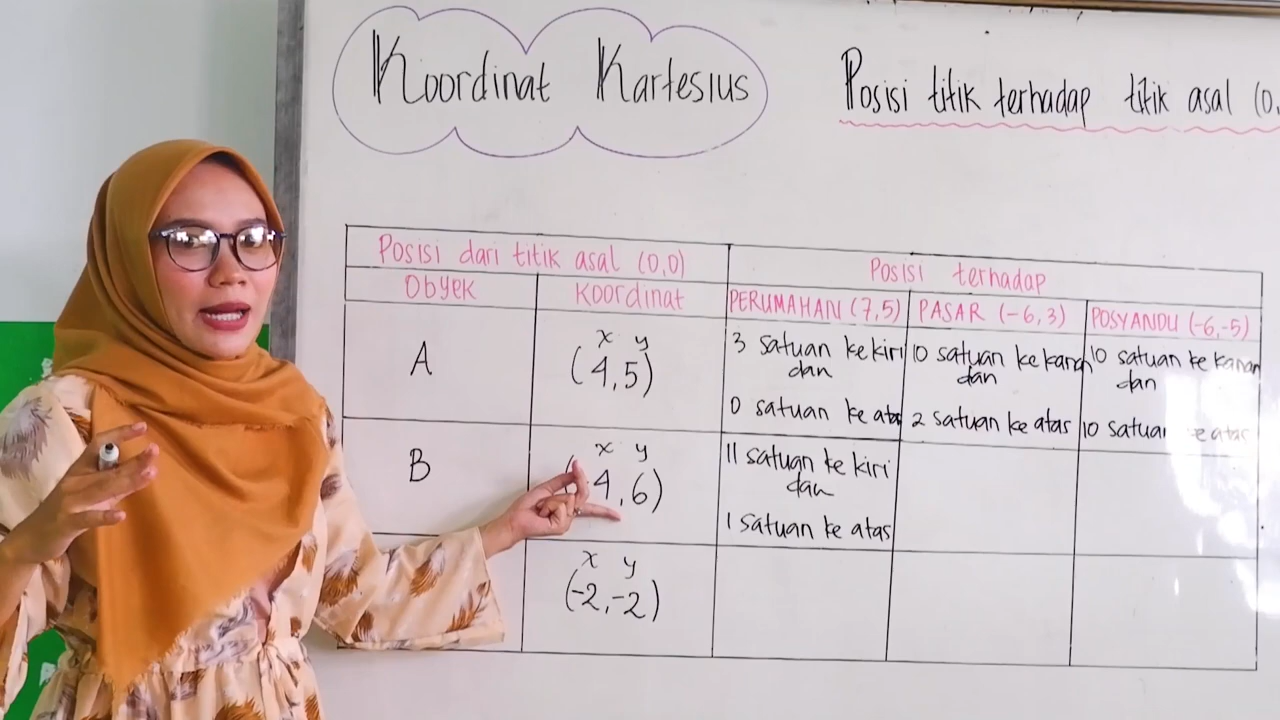 Koordinat Kartesius
Posisi titik terhadap titik asal (0,
Posisi dari titik asal (0,0)
Posisi terhadap
Obyek
Koordinat
PERUMAHAN (7,5)
PASAR (-6,3)
POSYANDU (-6,-5)
A
x y
(4,5)
3 satuan ke kiri
dan
0 satuan ke atas
10 satuan ke kanan
dan
2 satuan ke atas
10 satuan ke kanan
dan
10 satuan ke atas
B
x y
4,6)
11 satuan ke kiri
dan
1 satuan ke atas
x y
(-2,-2)